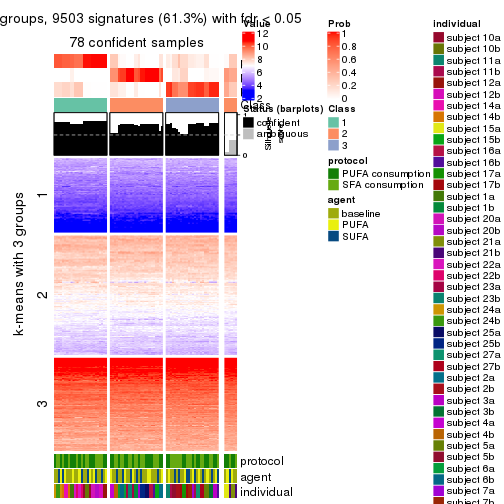 groups, 9503 signatures (61.3%) with fdr < 0.05
78 confident samples
k-means with 3 groups
1
2
3
protocol
agent
individual
Value
12
10
8
6
4
2
Prob
1
0.8
0.6
0.4
0.2
0
Status (barplots)
confident
ambiguous
Class
1
2
3
protocol
PUFA consumption
SFA consumption
agent
baseline
PUFA
SUFA
individual
subject 10a
subject 10b
subject 11a
subject 11b
subject 12a
subject 12b
subject 14a
subject 14b
subject 15a
subject 15b
subject 16a
subject 16b
subject 17a
subject 17b
subject 1a
subject 1b
subject 20a
subject 20b
subject 21a
subject 21b
subject 22a
subject 22b
subject 23a
subject 23b
subject 24a
subject 24b
subject 25a
subject 25b
subject 27a
subject 27b
subject 2a
subject 2b
subject 3a
subject 3b
subject 4a
subject 4b
subject 5a
subject 5b
subject 6a
subject 6b
subject 7a
subject 7b